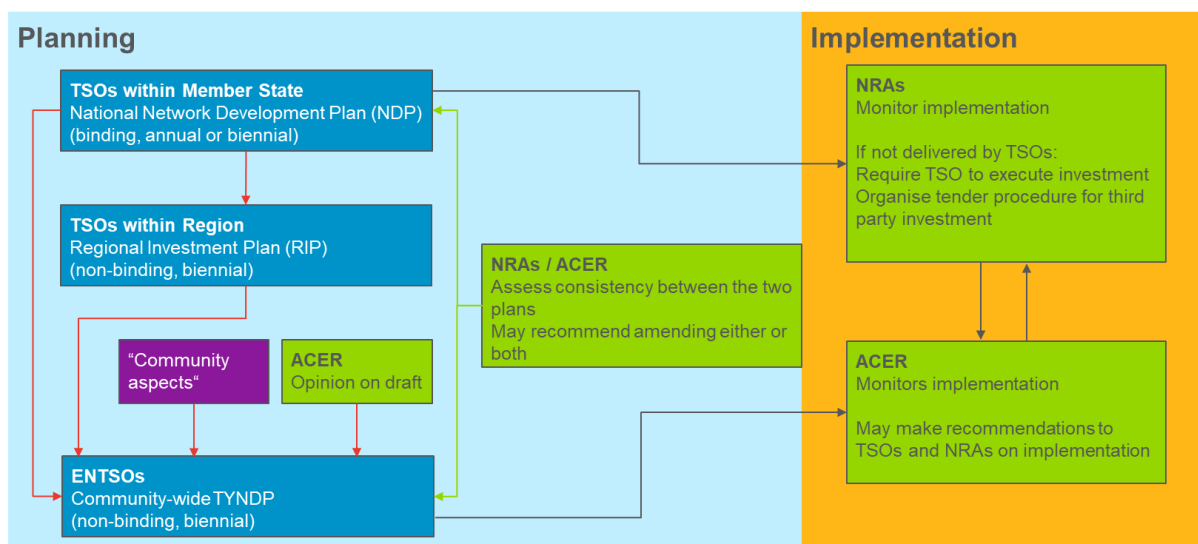 Planning
TSOs within Member State
National Network Development Plan (NDP)
(binding, annual or biennial)
TSOs within Region
Regional Investment Plan (RIP)
(non-binding, biennial)
“Community
aspects“
ACER
Opinion on draft
ENTSOs
Community-wide TYNDP
(non-binding, biennial)
NRAs / ACER
Assess consistency between the two
plans
May recommend amending either or
both
Implementation
NRAs
Monitor implementation
If not delivered by TSOs:
Require TSO to execute investment
Organise tender procedure for third
party investment
ACER
Monitors implementation
May make recommendations to
TSOs and NRAs on implementation